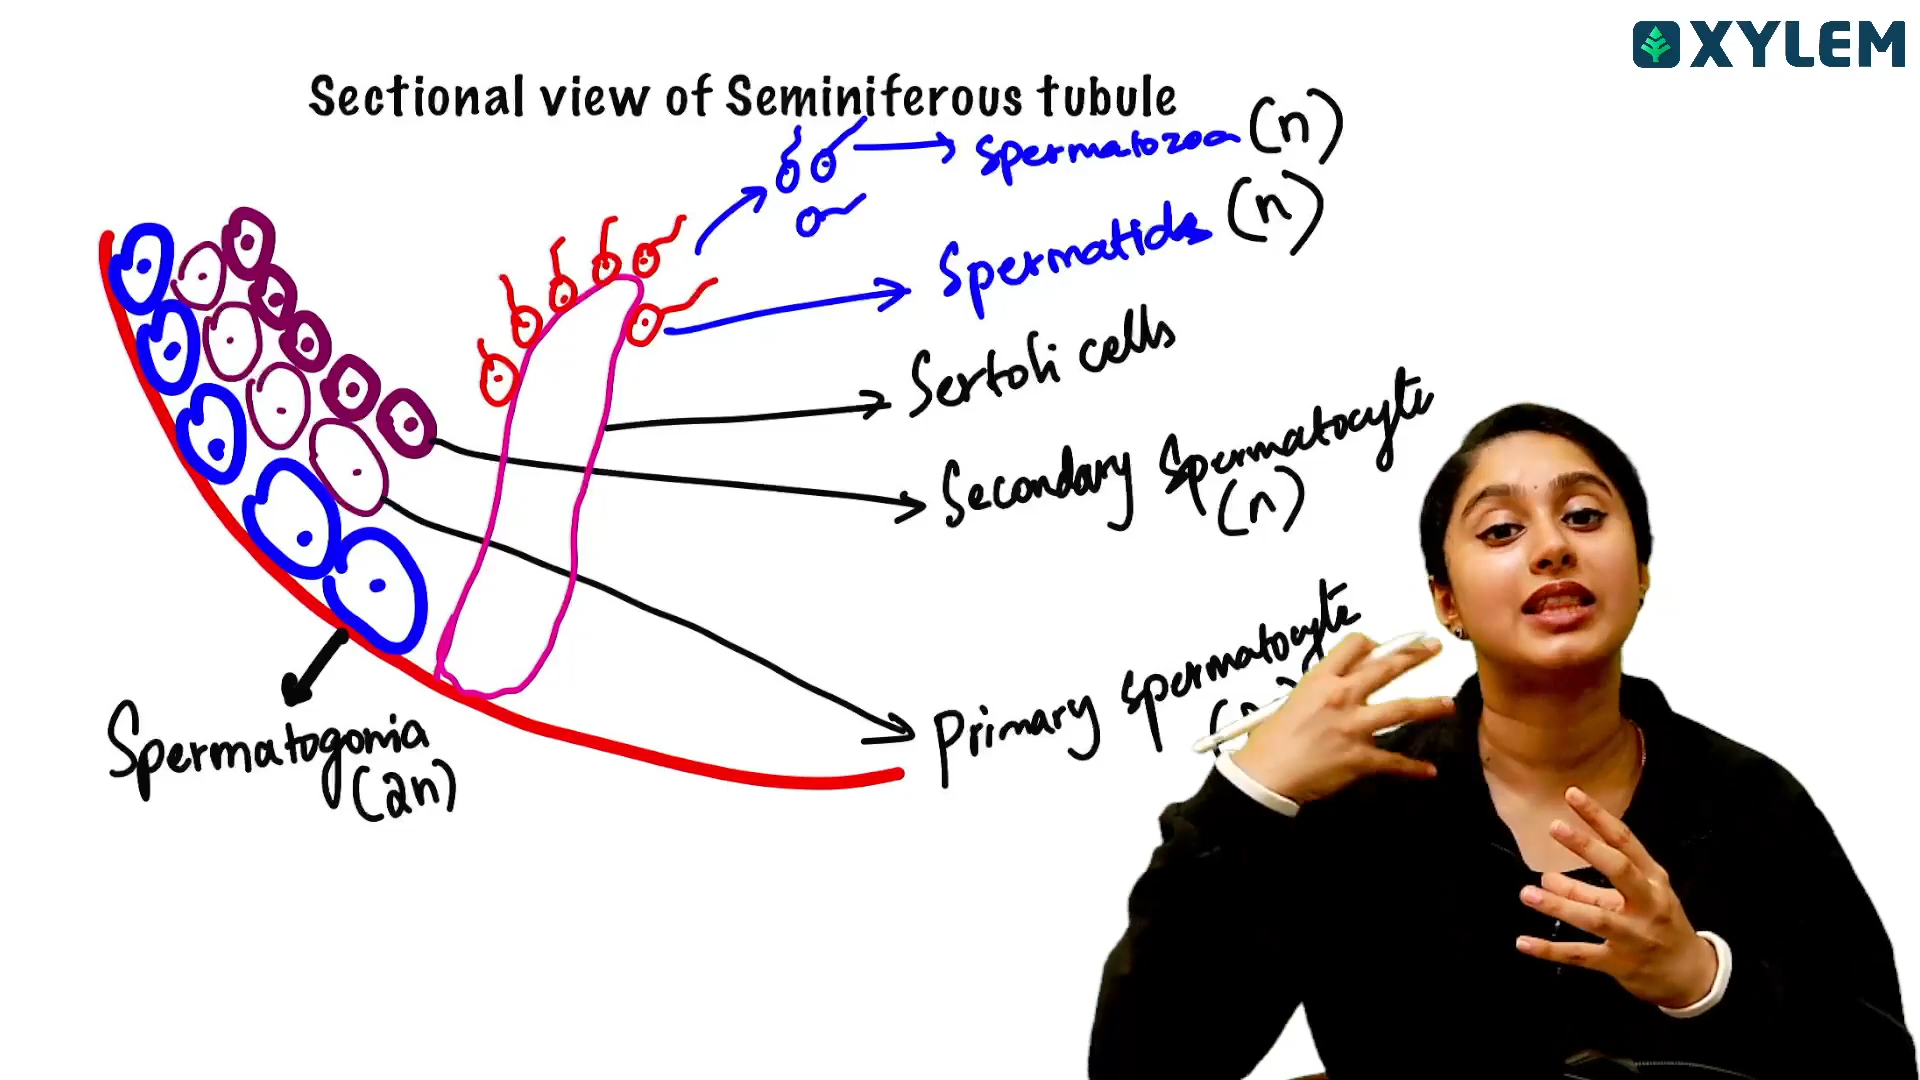 XYLEM
Sectional view of Seminiferous tubule
Spermatozoa (n)
Spermatids (n)
Sertoli cells
Secondary Spermatocyte
(n)
Primary Spermatocyte
Spermatogonia
(2n)